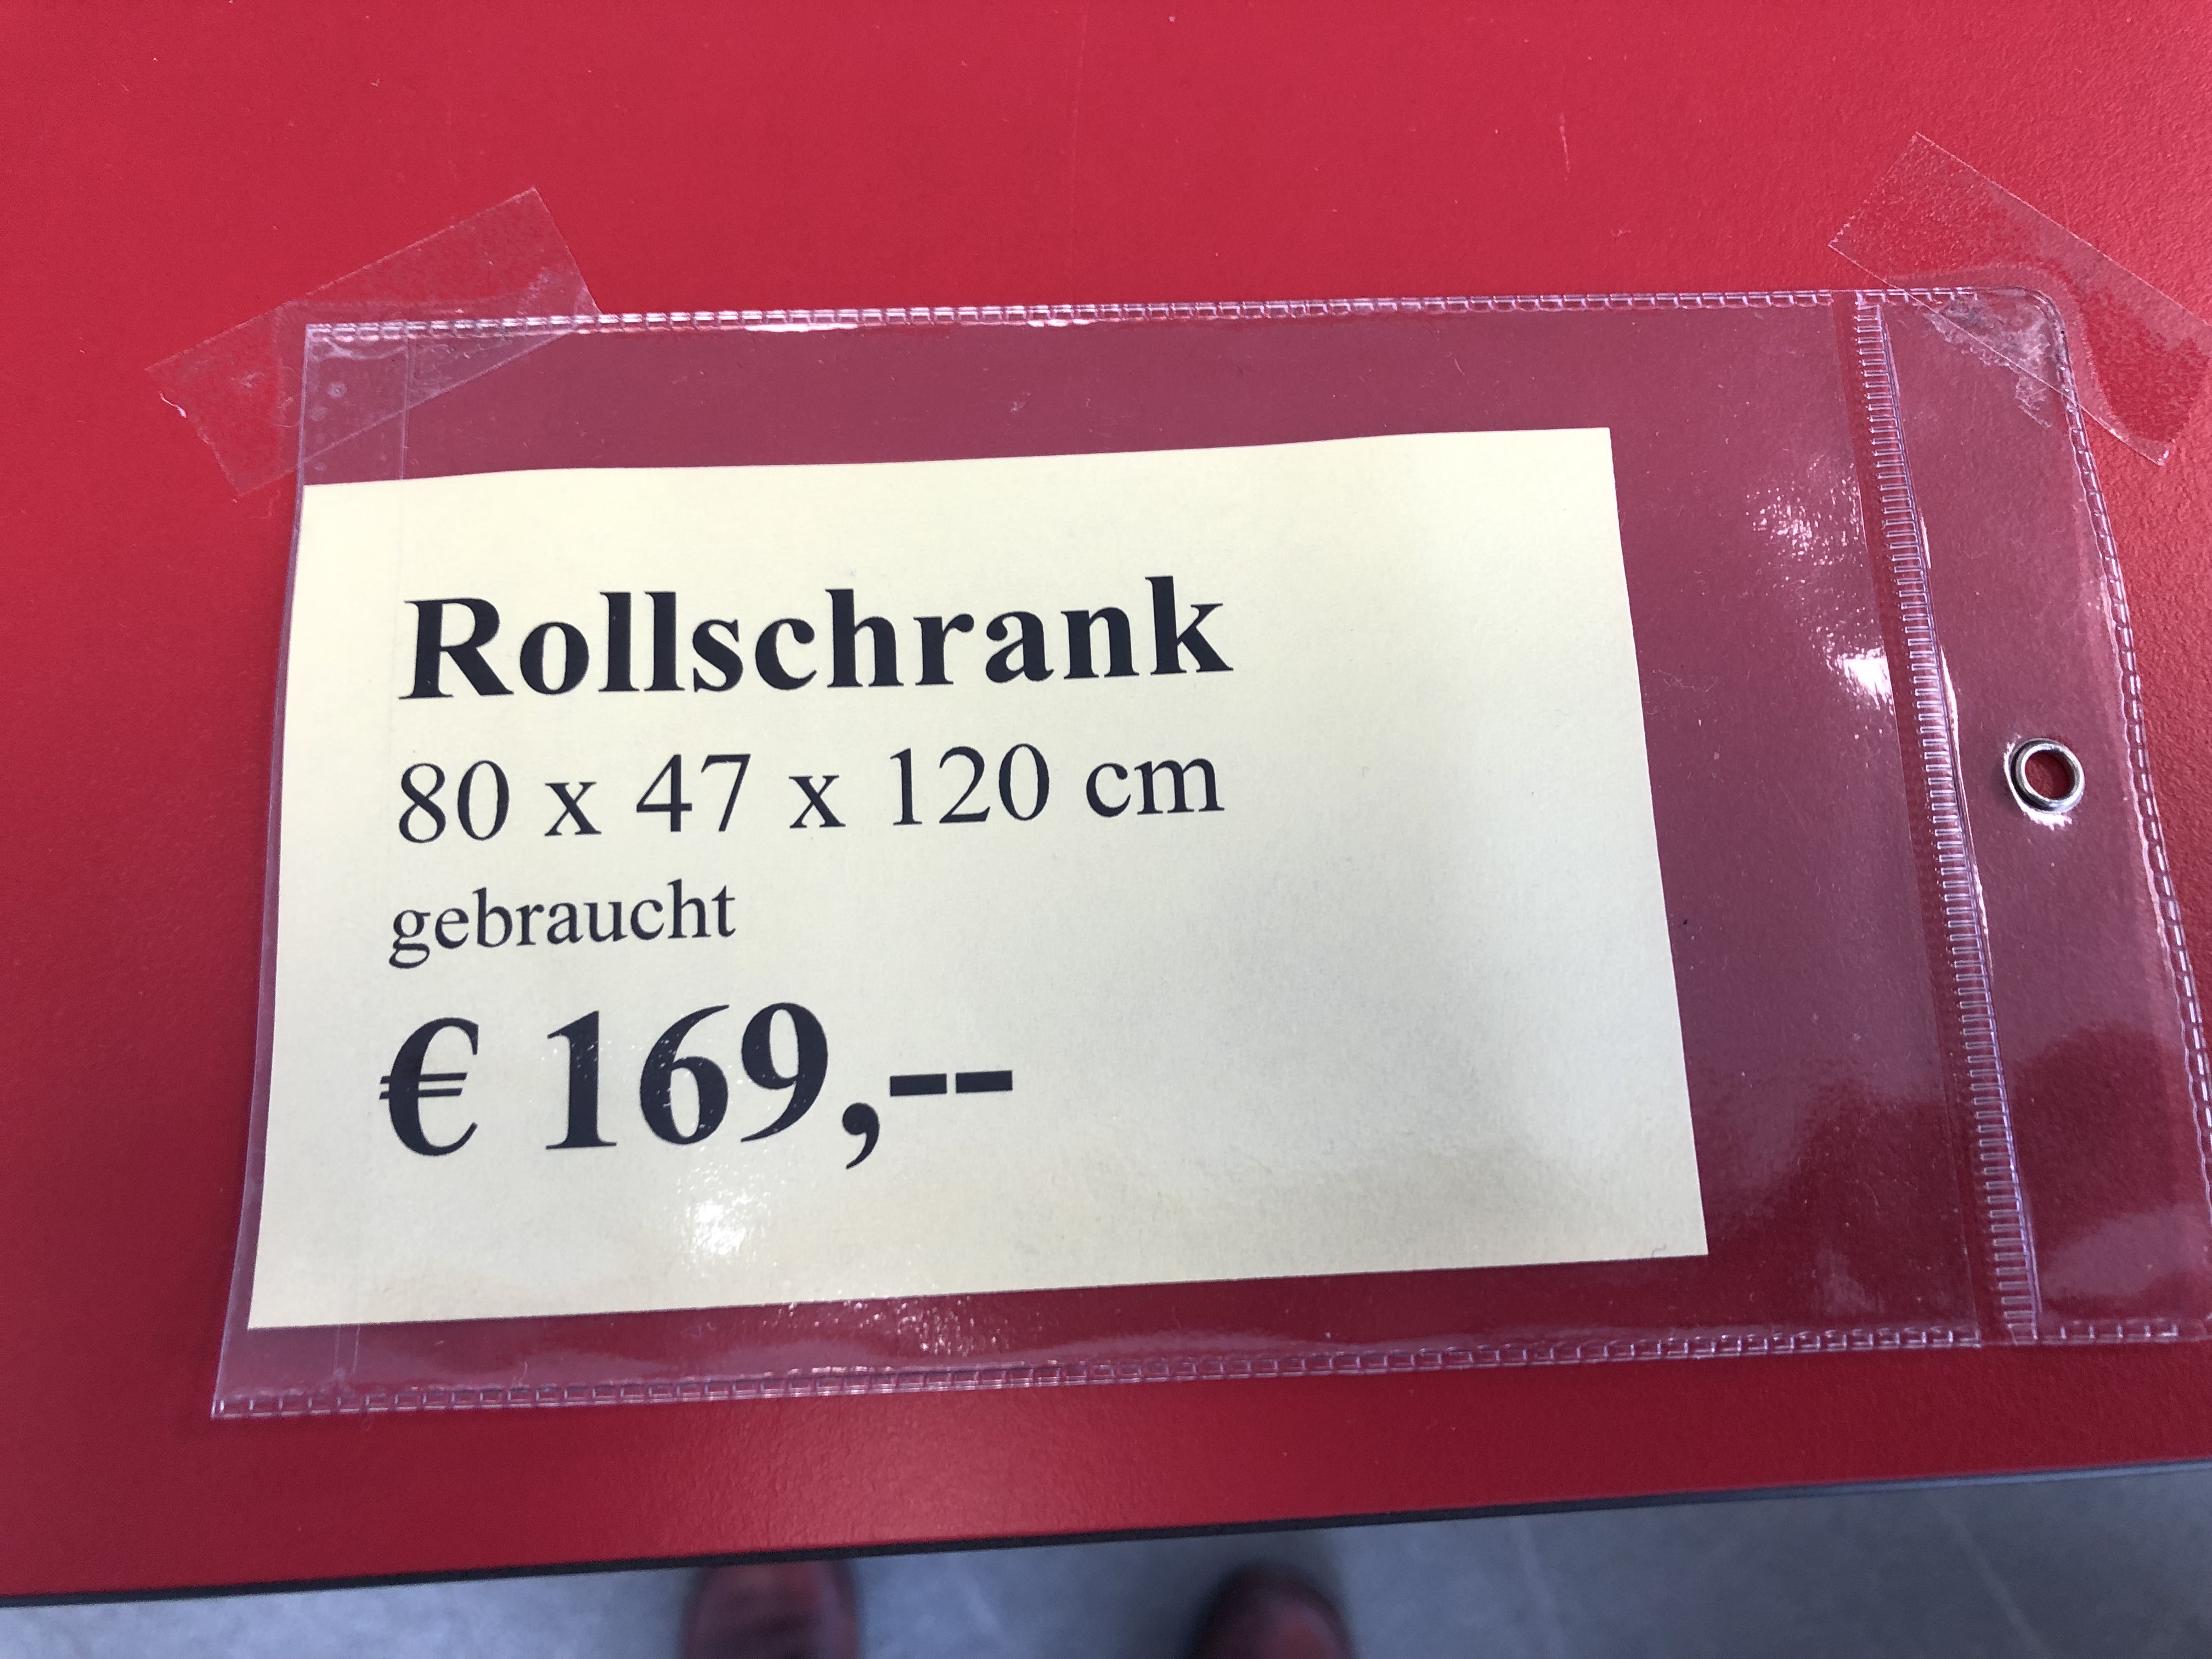 Rollschrank
80 x 47 x 120 cm
gebraucht
€ 169,--